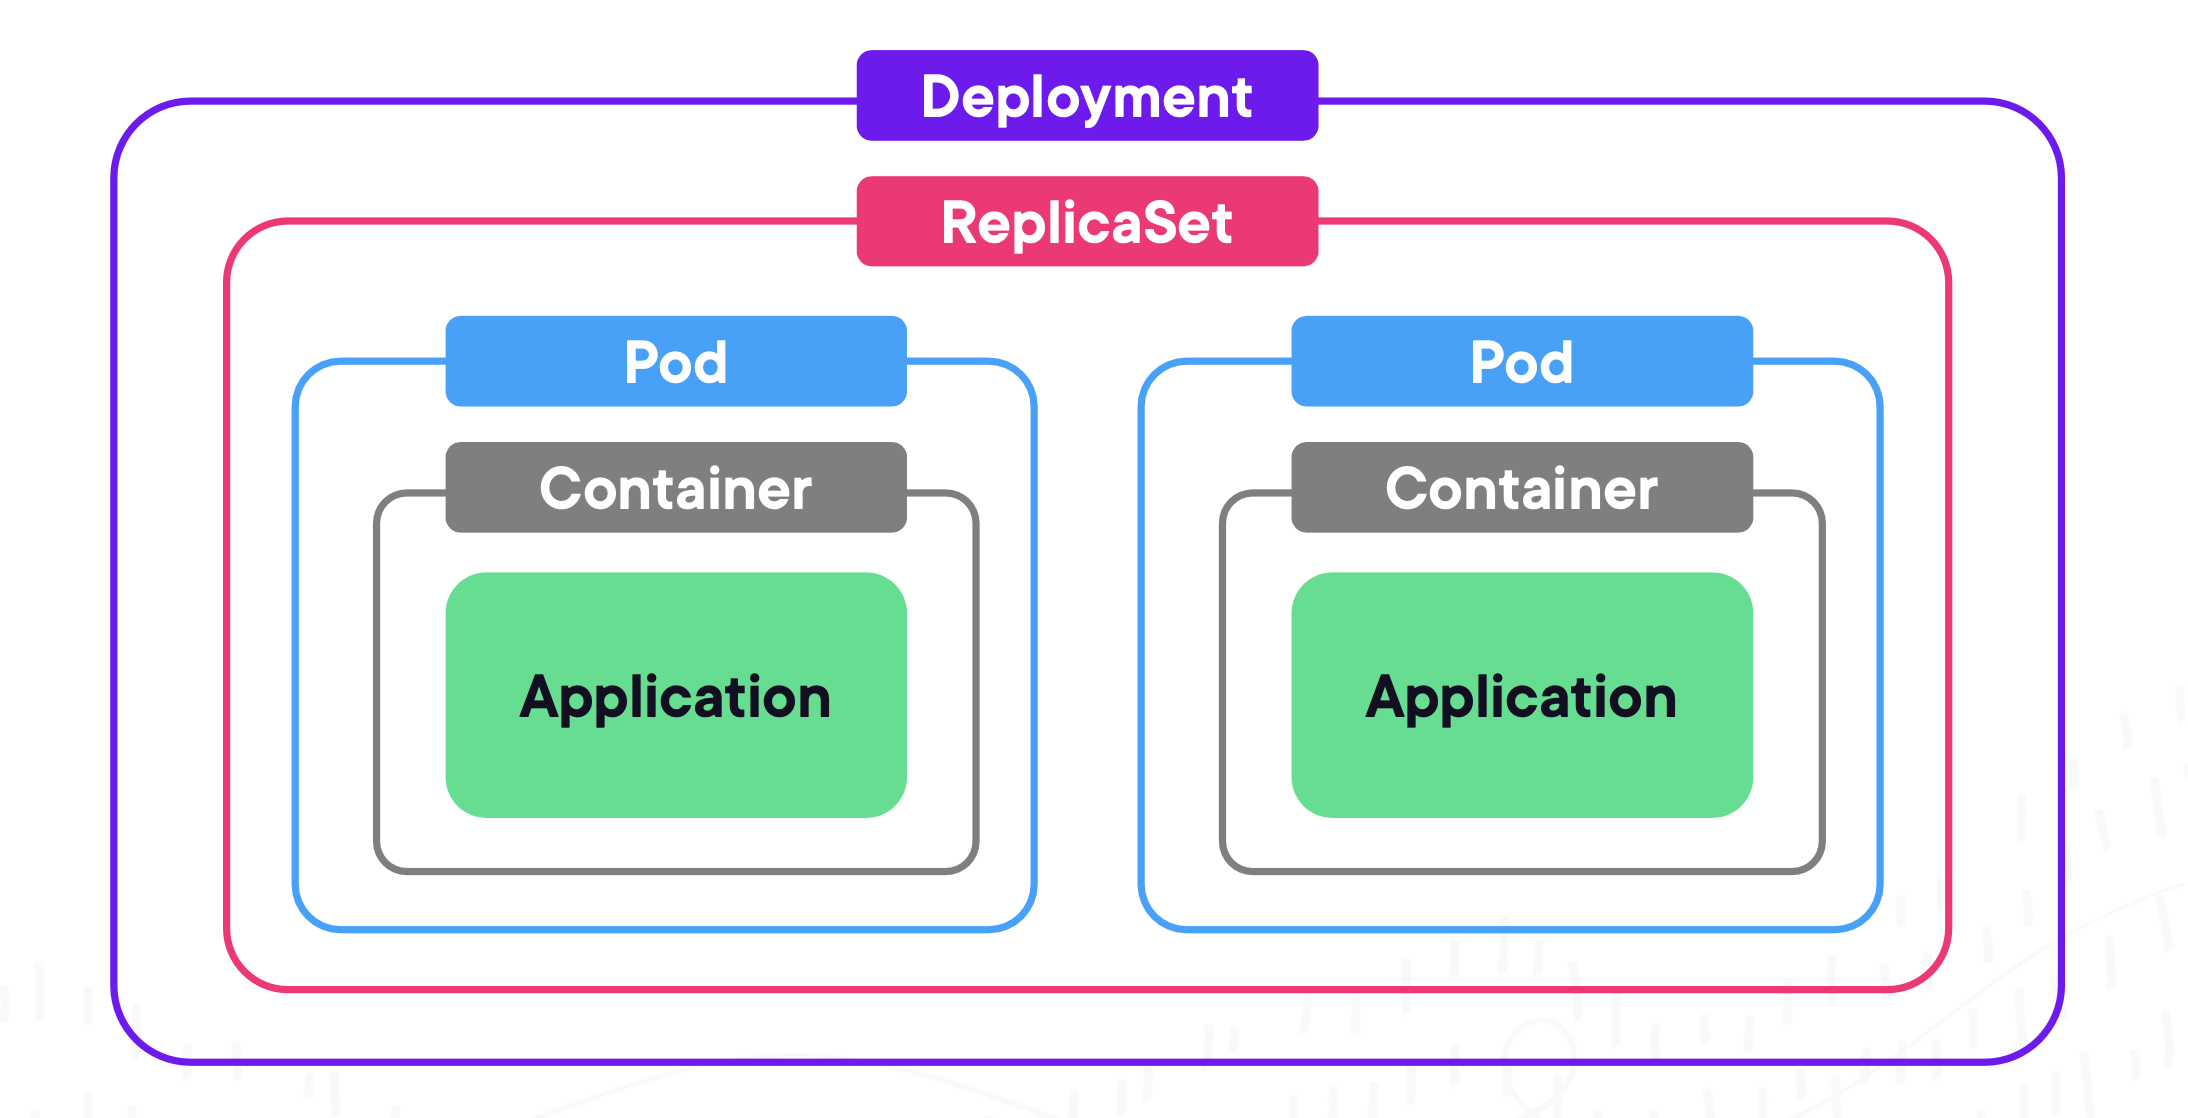 Deployment
ReplicaSet
Pod
Pod
Container
Container
Application
Application